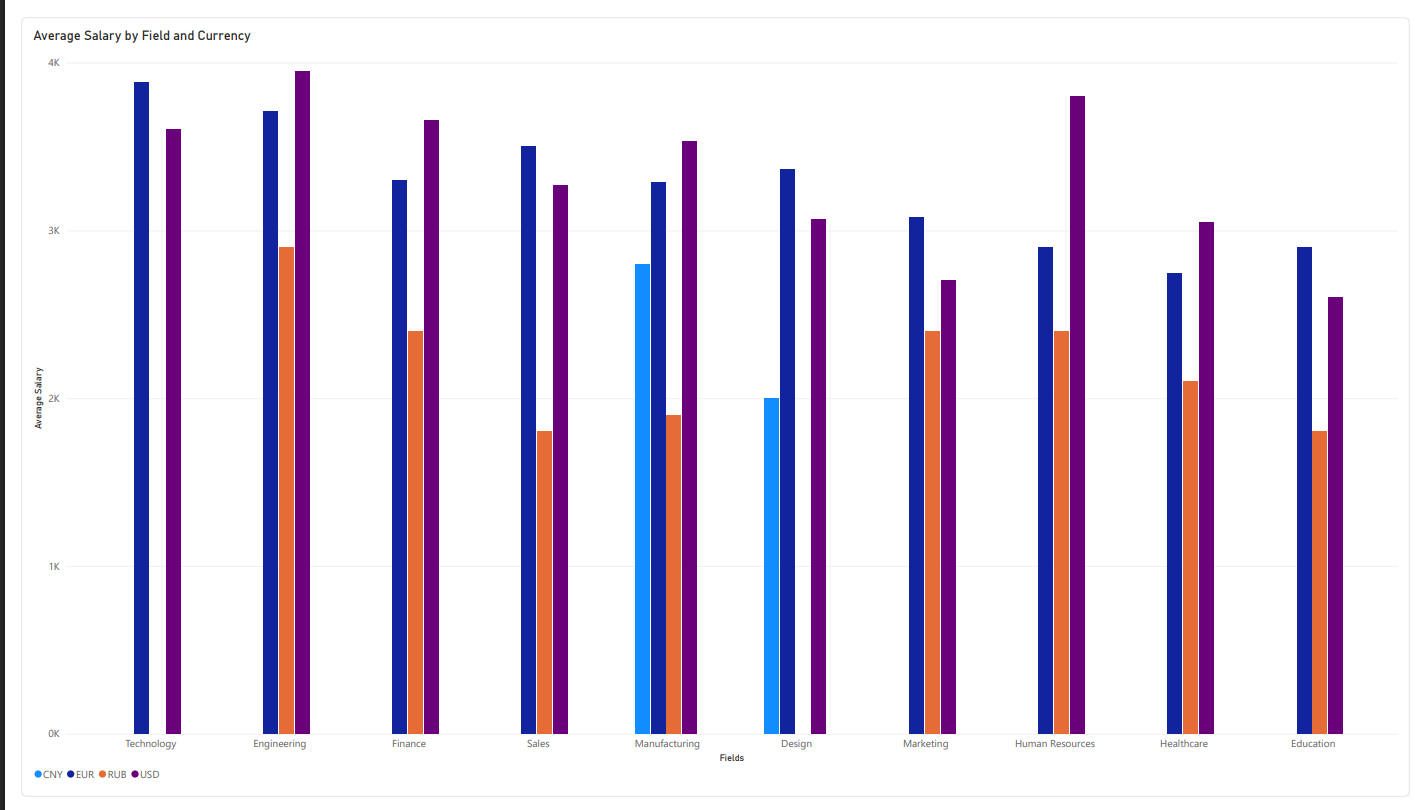 Average Salary by Field and Currency
4K
3K
2K
1K
0K
Average Salary
Technology Engineering Finance Sales Manufacturing Design Marketing Human Resources Healthcare Education
Fields
CNY EUR RUB USD